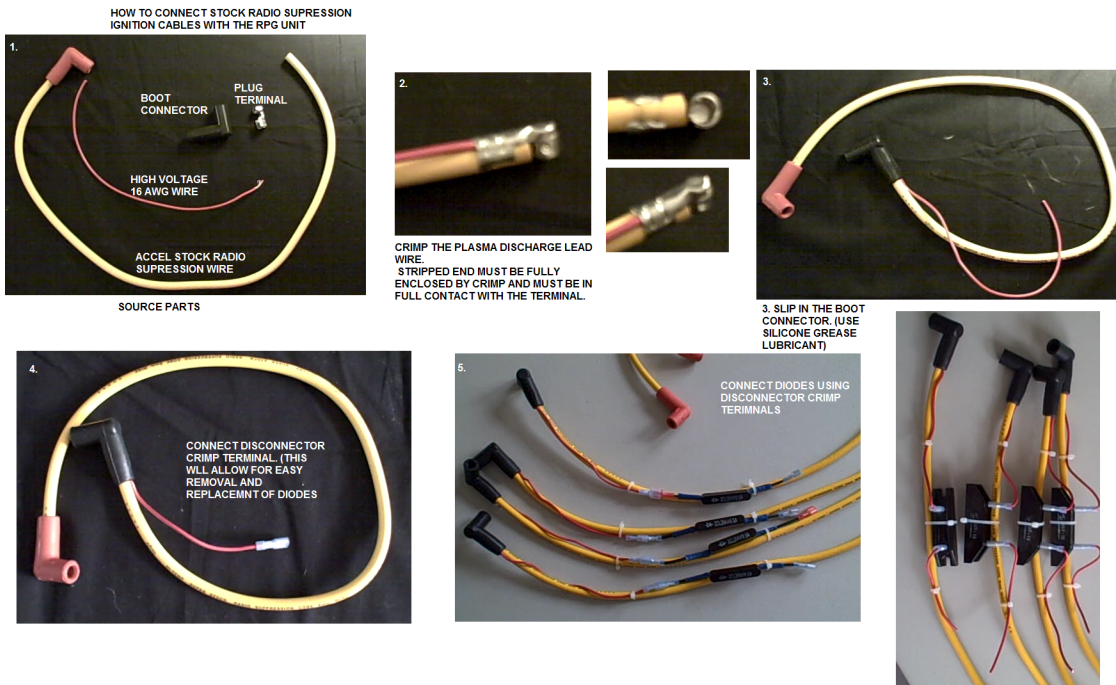 HOW TO CONNECT STOCK RADIO SUPRESSION
IGNITION CABLES WITH THE RPG UNIT
1.
BOOT
CONNECTOR
PLUG
TERMINAL
HIGH VOLTAGE
16 AWG WIRE
ACCEL STOCK RADIO
SUPRESSION WIRE
SOURCE PARTS
2.
CRIMP THE PLASMA DISCHARGE LEAD
WIRE.
STRIPPED END MUST BE FULLY
ENCLOSED BY CRIMP AND MUST BE IN
FULL CONTACT WITH THE TERMINAL.
3.
3. SLIP IN THE BOOT
CONNECTOR. (USE
SILICONE GREASE
LUBRICANT)
4.
CONNECT DISCONNECTOR
CRIMP TERMINAL. (THIS
WLL ALLOW FOR EASY
REMOVAL AND
REPLACEMNT OF DIODES
5.
CONNECT DIODES USING
DISCONNECTOR CRIMP
TERIMNALS